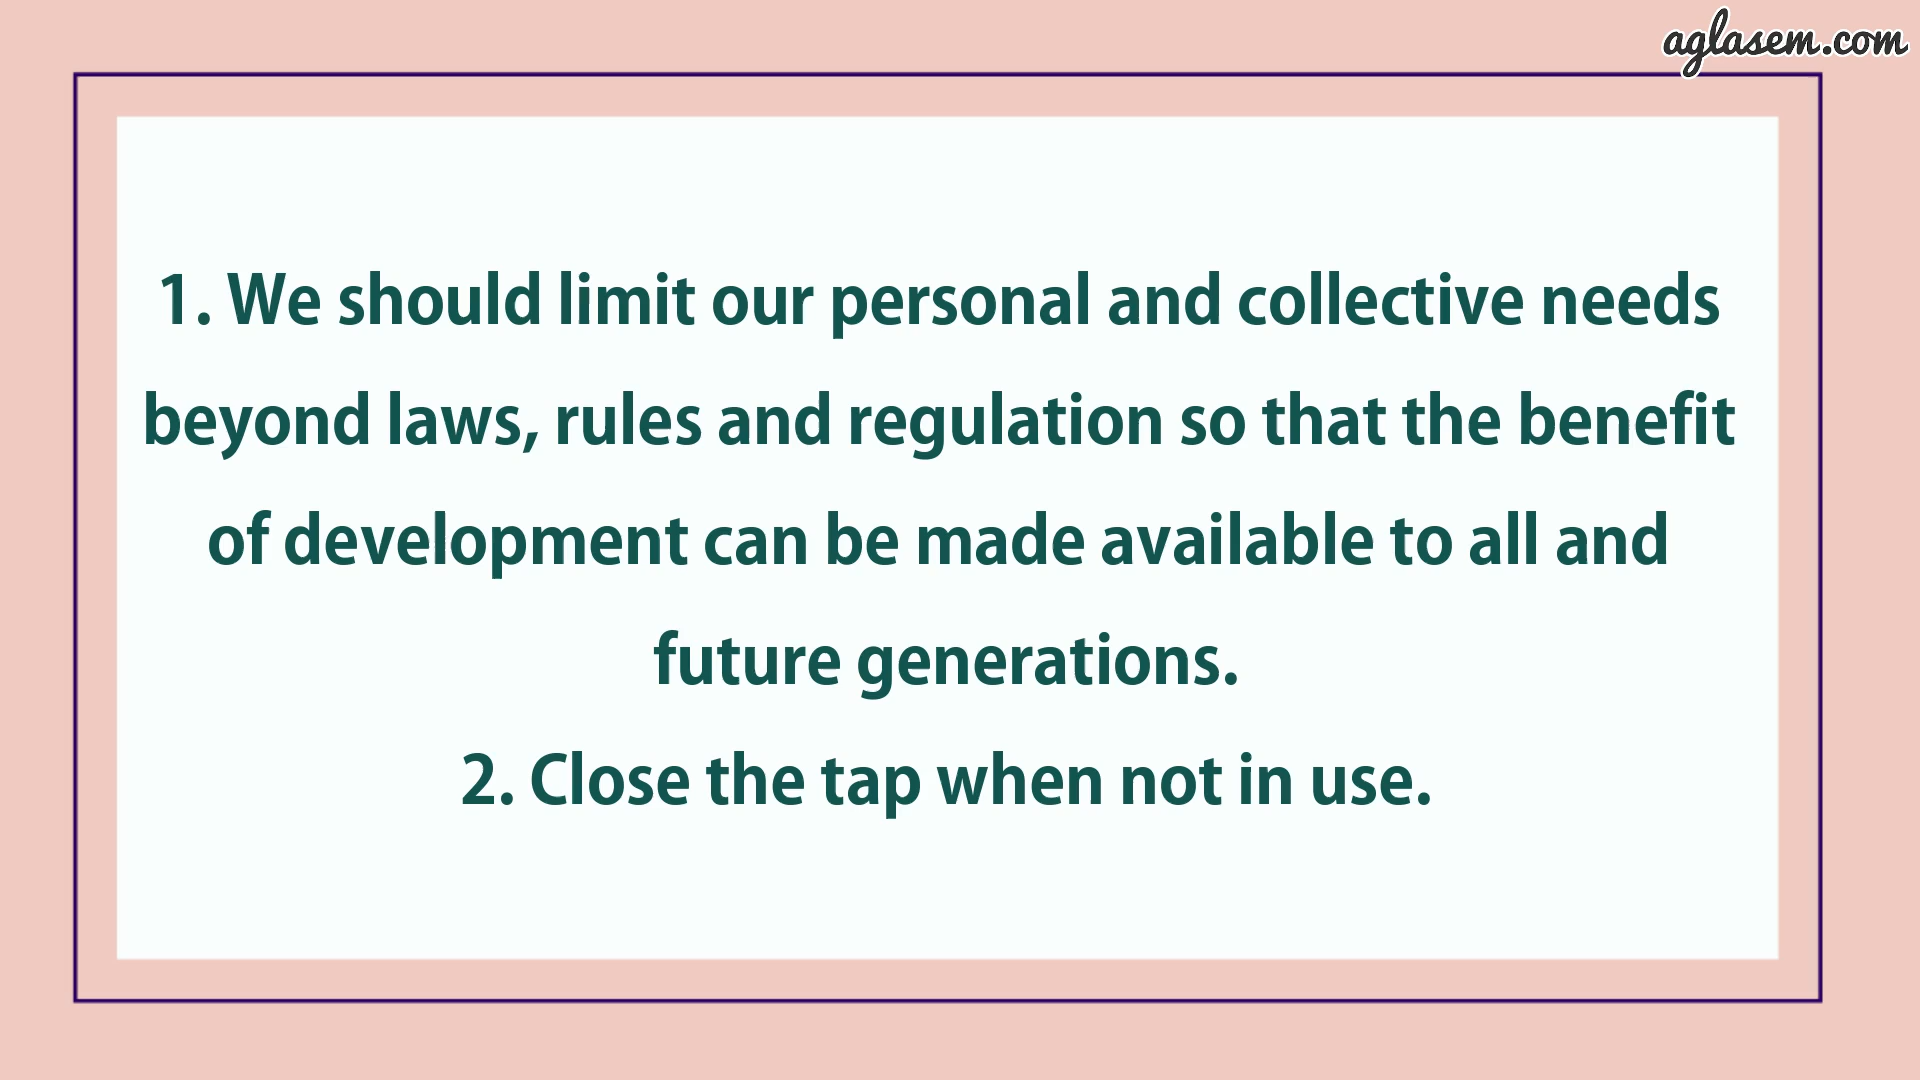 aglasem.com
1. We should limit our personal and collective needs
beyond laws, rules and regulation so that the benefit
of development can be made available to all and
future generations.
2. Close the tap when not in use.